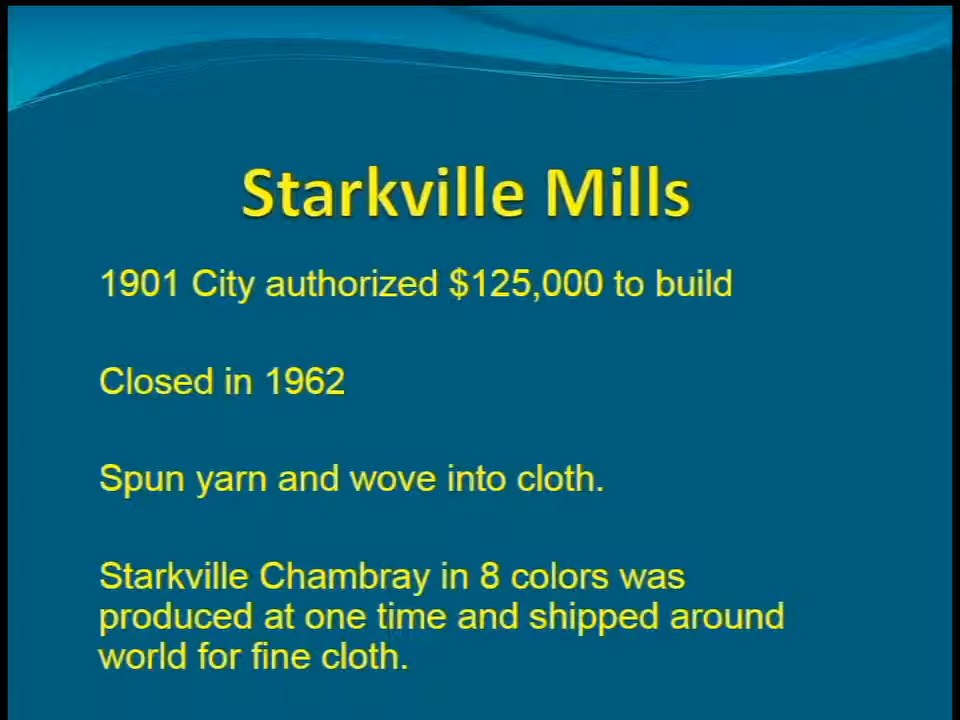 Starkville Mills
1901 City authorized $125,000 to build
Closed in 1962
Spun yarn and wove into cloth.
Starkville Chambray in 8 colors was
produced at one time and shipped around
world for fine cloth.